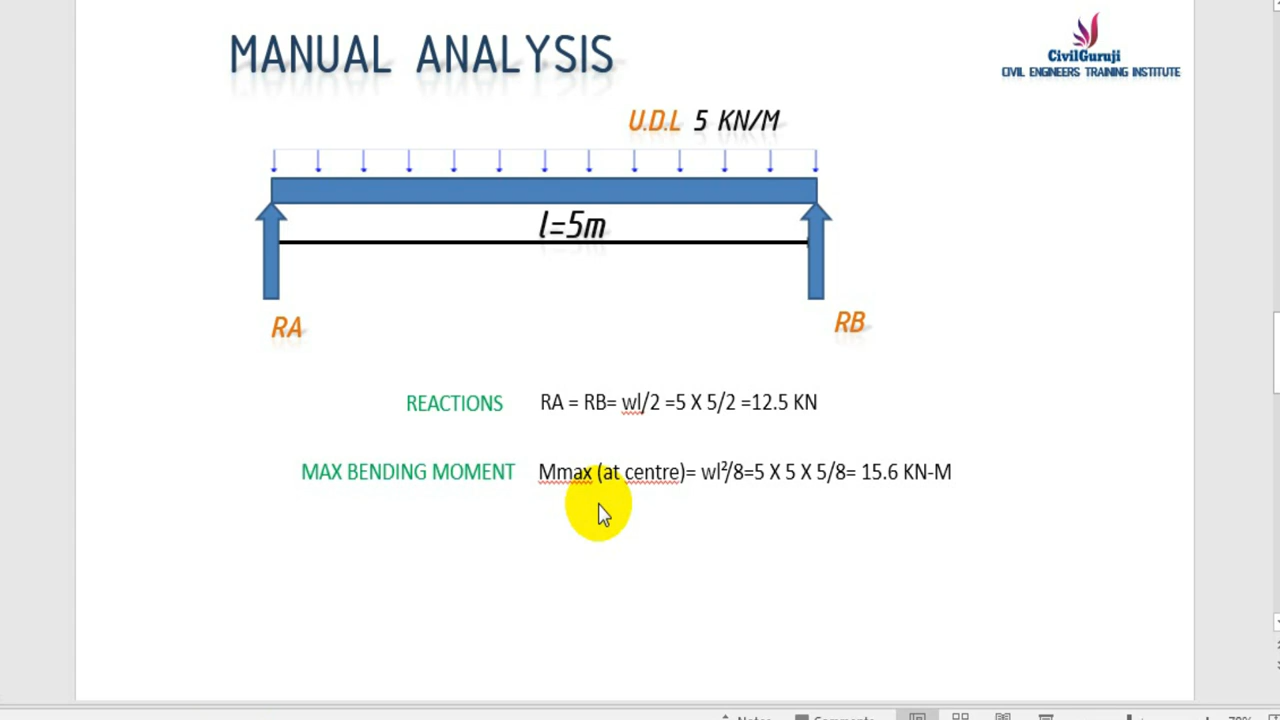 MANUAL ANALYSIS
CivilGuruji
CIVIL ENGINEERS TRAINING INSTITUTE
U.D.L 5 KN/M
l=5m
RA
RB
REACTIONS RA = RB= wl/2 =5 X 5/2 =12.5 KN
MAX BENDING MOMENT Mmax (at centre)= wl²/8=5 X 5 X 5/8= 15.6 KN-M